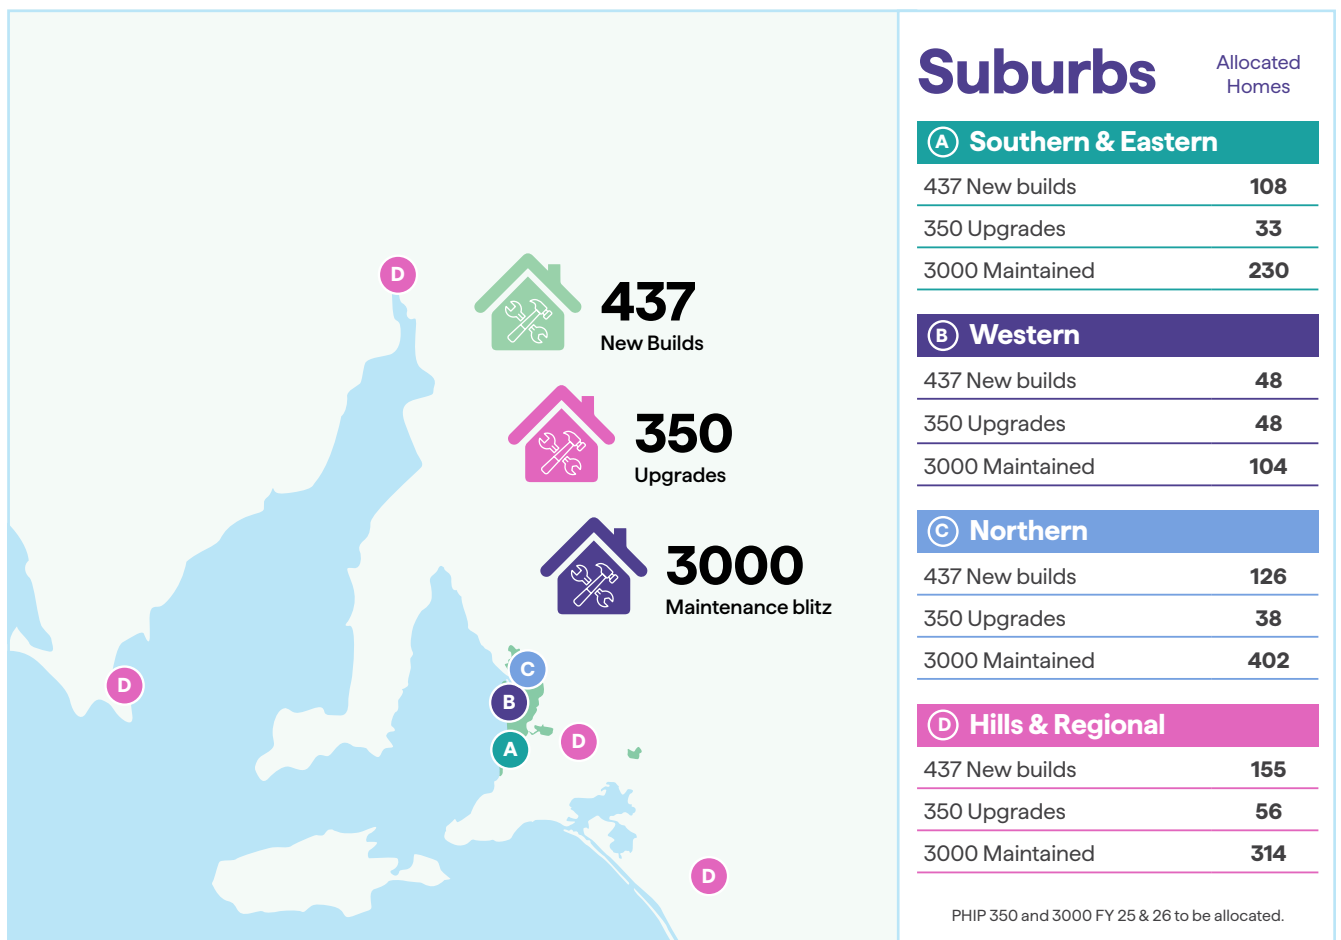 D
437
New Builds
350
Upgrades
3000
Maintenance blitz
C
D
B
A
D
D
Suburbs
Allocated
Homes
A Southern & Eastern
437 New builds 108
350 Upgrades 33
3000 Maintained 230
B Western
437 New builds 48
350 Upgrades 48
3000 Maintained 104
C Northern
437 New builds 126
350 Upgrades 38
3000 Maintained 402
D Hills & Regional
437 New builds 155
350 Upgrades 56
3000 Maintained 314
PHIP 350 and 3000 FY 25 & 26 to be allocated.